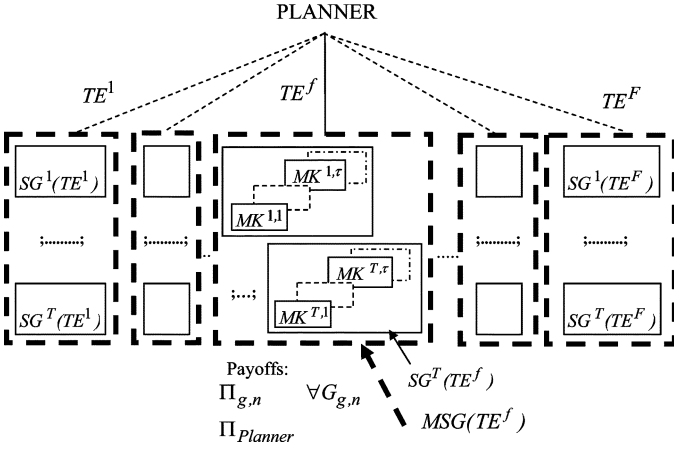 PLANNER
TE^1 TE^f TE^F
SG^1(TE^1) MK^{1,τ} SG^1(TE^F)
MK^{1,1}
;........; ;........; ;........; ;........;
... ......
MK^{T,τ}
;...;
SG^T(TE^1) MK^{T,1} SG^T(TE^F)
Payoffs: SG^T(TE^f)
Π_{g,n} ∀G_{g,n} MSG(TE^f)
Π_{Planner}